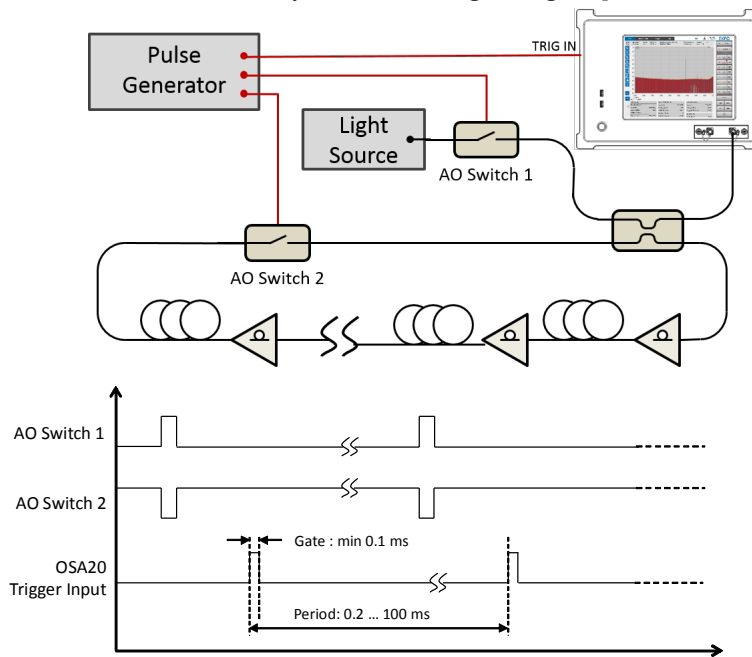 TRIG IN
EXFO
Pulse
Generator
Light
Source
AO Switch 1
AO Switch 2
AO Switch 1
AO Switch 2
Gate : min 0.1 ms
OSA20
Trigger Input
Period: 0.2 ... 100 ms